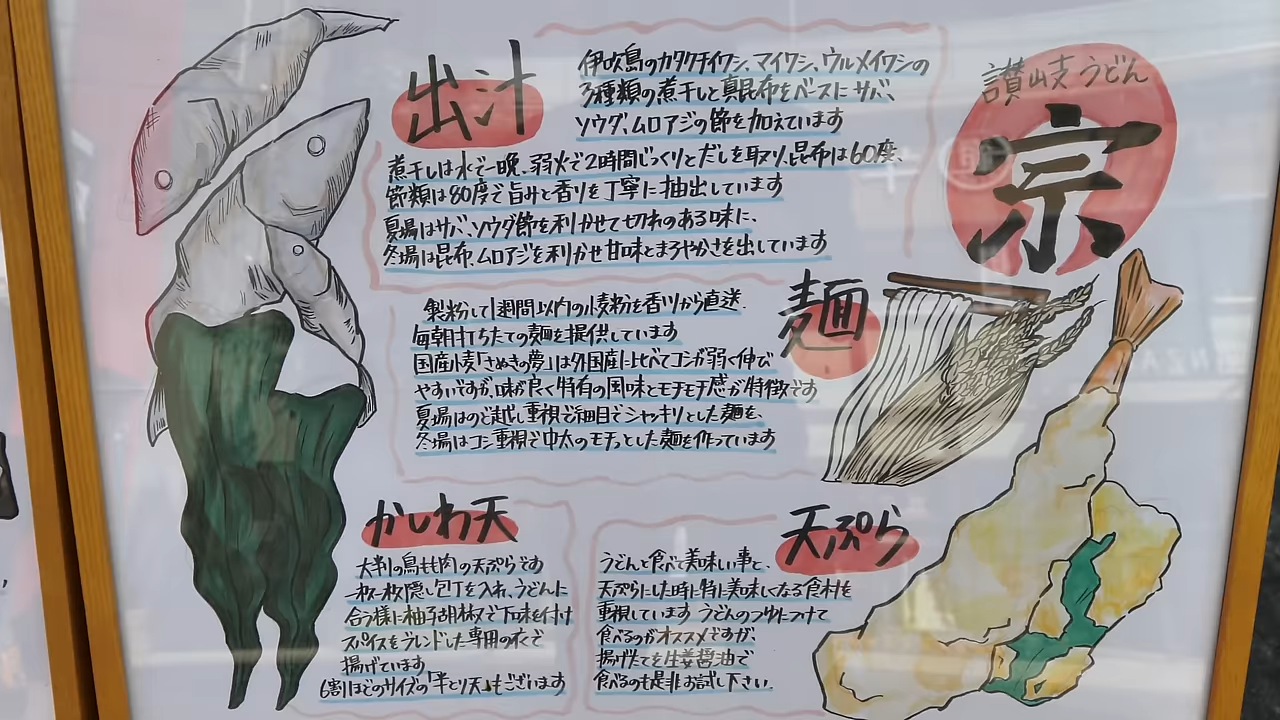 讃岐うどん
宗
出汁
伊吹島のカタクチイワシ、マイワシ、ウルメイワシの
3種類の煮干しと真昆布をベースにサバ、
ソウダ、ムロアジの節を加えています
煮干しは水で一晩、弱火で2時間じっくりとだしを取り、昆布は60度、
節類は80度で旨みと香りを丁寧に抽出しています
夏場はサバ、ソウダ節を利かせて切れのある味に、
冬場は昆布、ムロアジを利かせ甘味とまろやかさを出しています
麺
製粉して1週間以内の小麦粉を香川から直送
毎朝打ちたての麺を提供しています
国産小麦「さぬきの夢」は外国産に比べてコシが弱く伸び
やすいですが、味が良く特有の風味とモチモチ感が特徴です
夏場はのど越し重視で細目でシャキリとした麺を、
冬場はコシ重視で中太のモチっとした麺を作っています
かしわ天
大判の鳥もも肉の天ぷらです
一枚一枚隠し包丁を入れ、うどんに
合う様に柚子胡椒で下味を付け
スパイスをブレンドした専用の衣で
揚げています
6割ほどのサイズの「半とり天」もございます
天ぷら
うどんと食べて美味しい事と、
天ぷらにした時に特に美味しくなる食材を
重視しています うどんのつゆにつけて
食べるのがオススメですが、
揚げたてを生姜醤油で
食べるのも是非お試し下さい。